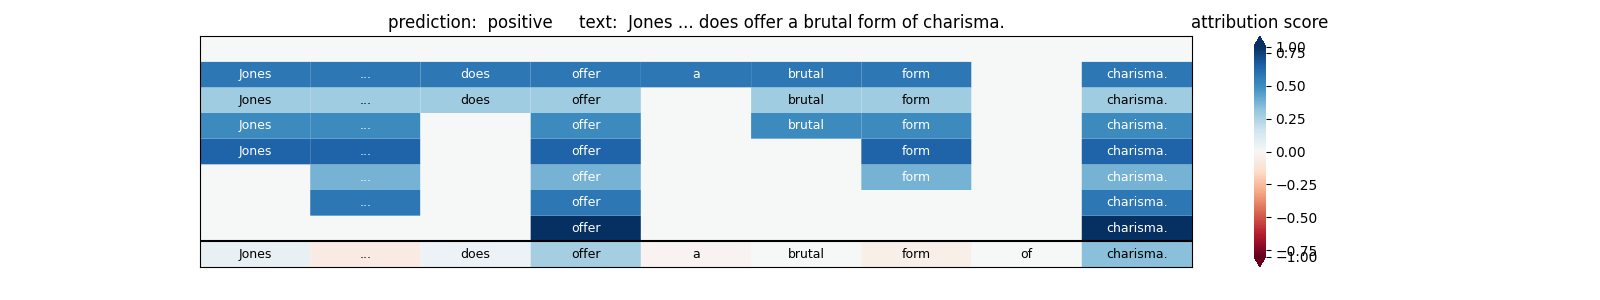 prediction:  positive     text:  Jones ... does offer a brutal form of charisma.
attribution score
Jones ... does offer a brutal form charisma.
Jones ... does offer brutal form charisma.
Jones ... offer brutal form charisma.
Jones ... offer form charisma.
... offer form charisma.
... offer charisma.
offer charisma.
Jones ... does offer a brutal form of charisma.
1.00
0.75
0.50
0.25
0.00
−0.25
−0.50
−0.75
−1.00